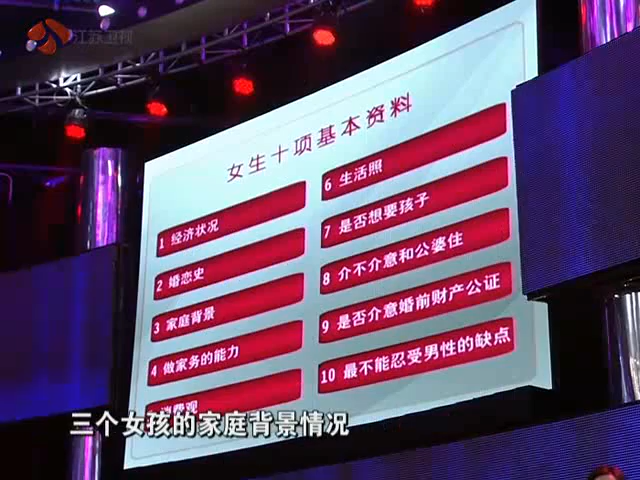 江苏卫视
女生十项基本资料
1 经济状况
2 婚恋史
3 家庭背景
4 做家务的能力
消费观
6 生活照
7 是否想要孩子
8 介不介意和公婆住
9 是否介意婚前财产公证
10 最不能忍受男性的缺点
三个女孩的家庭背景情况